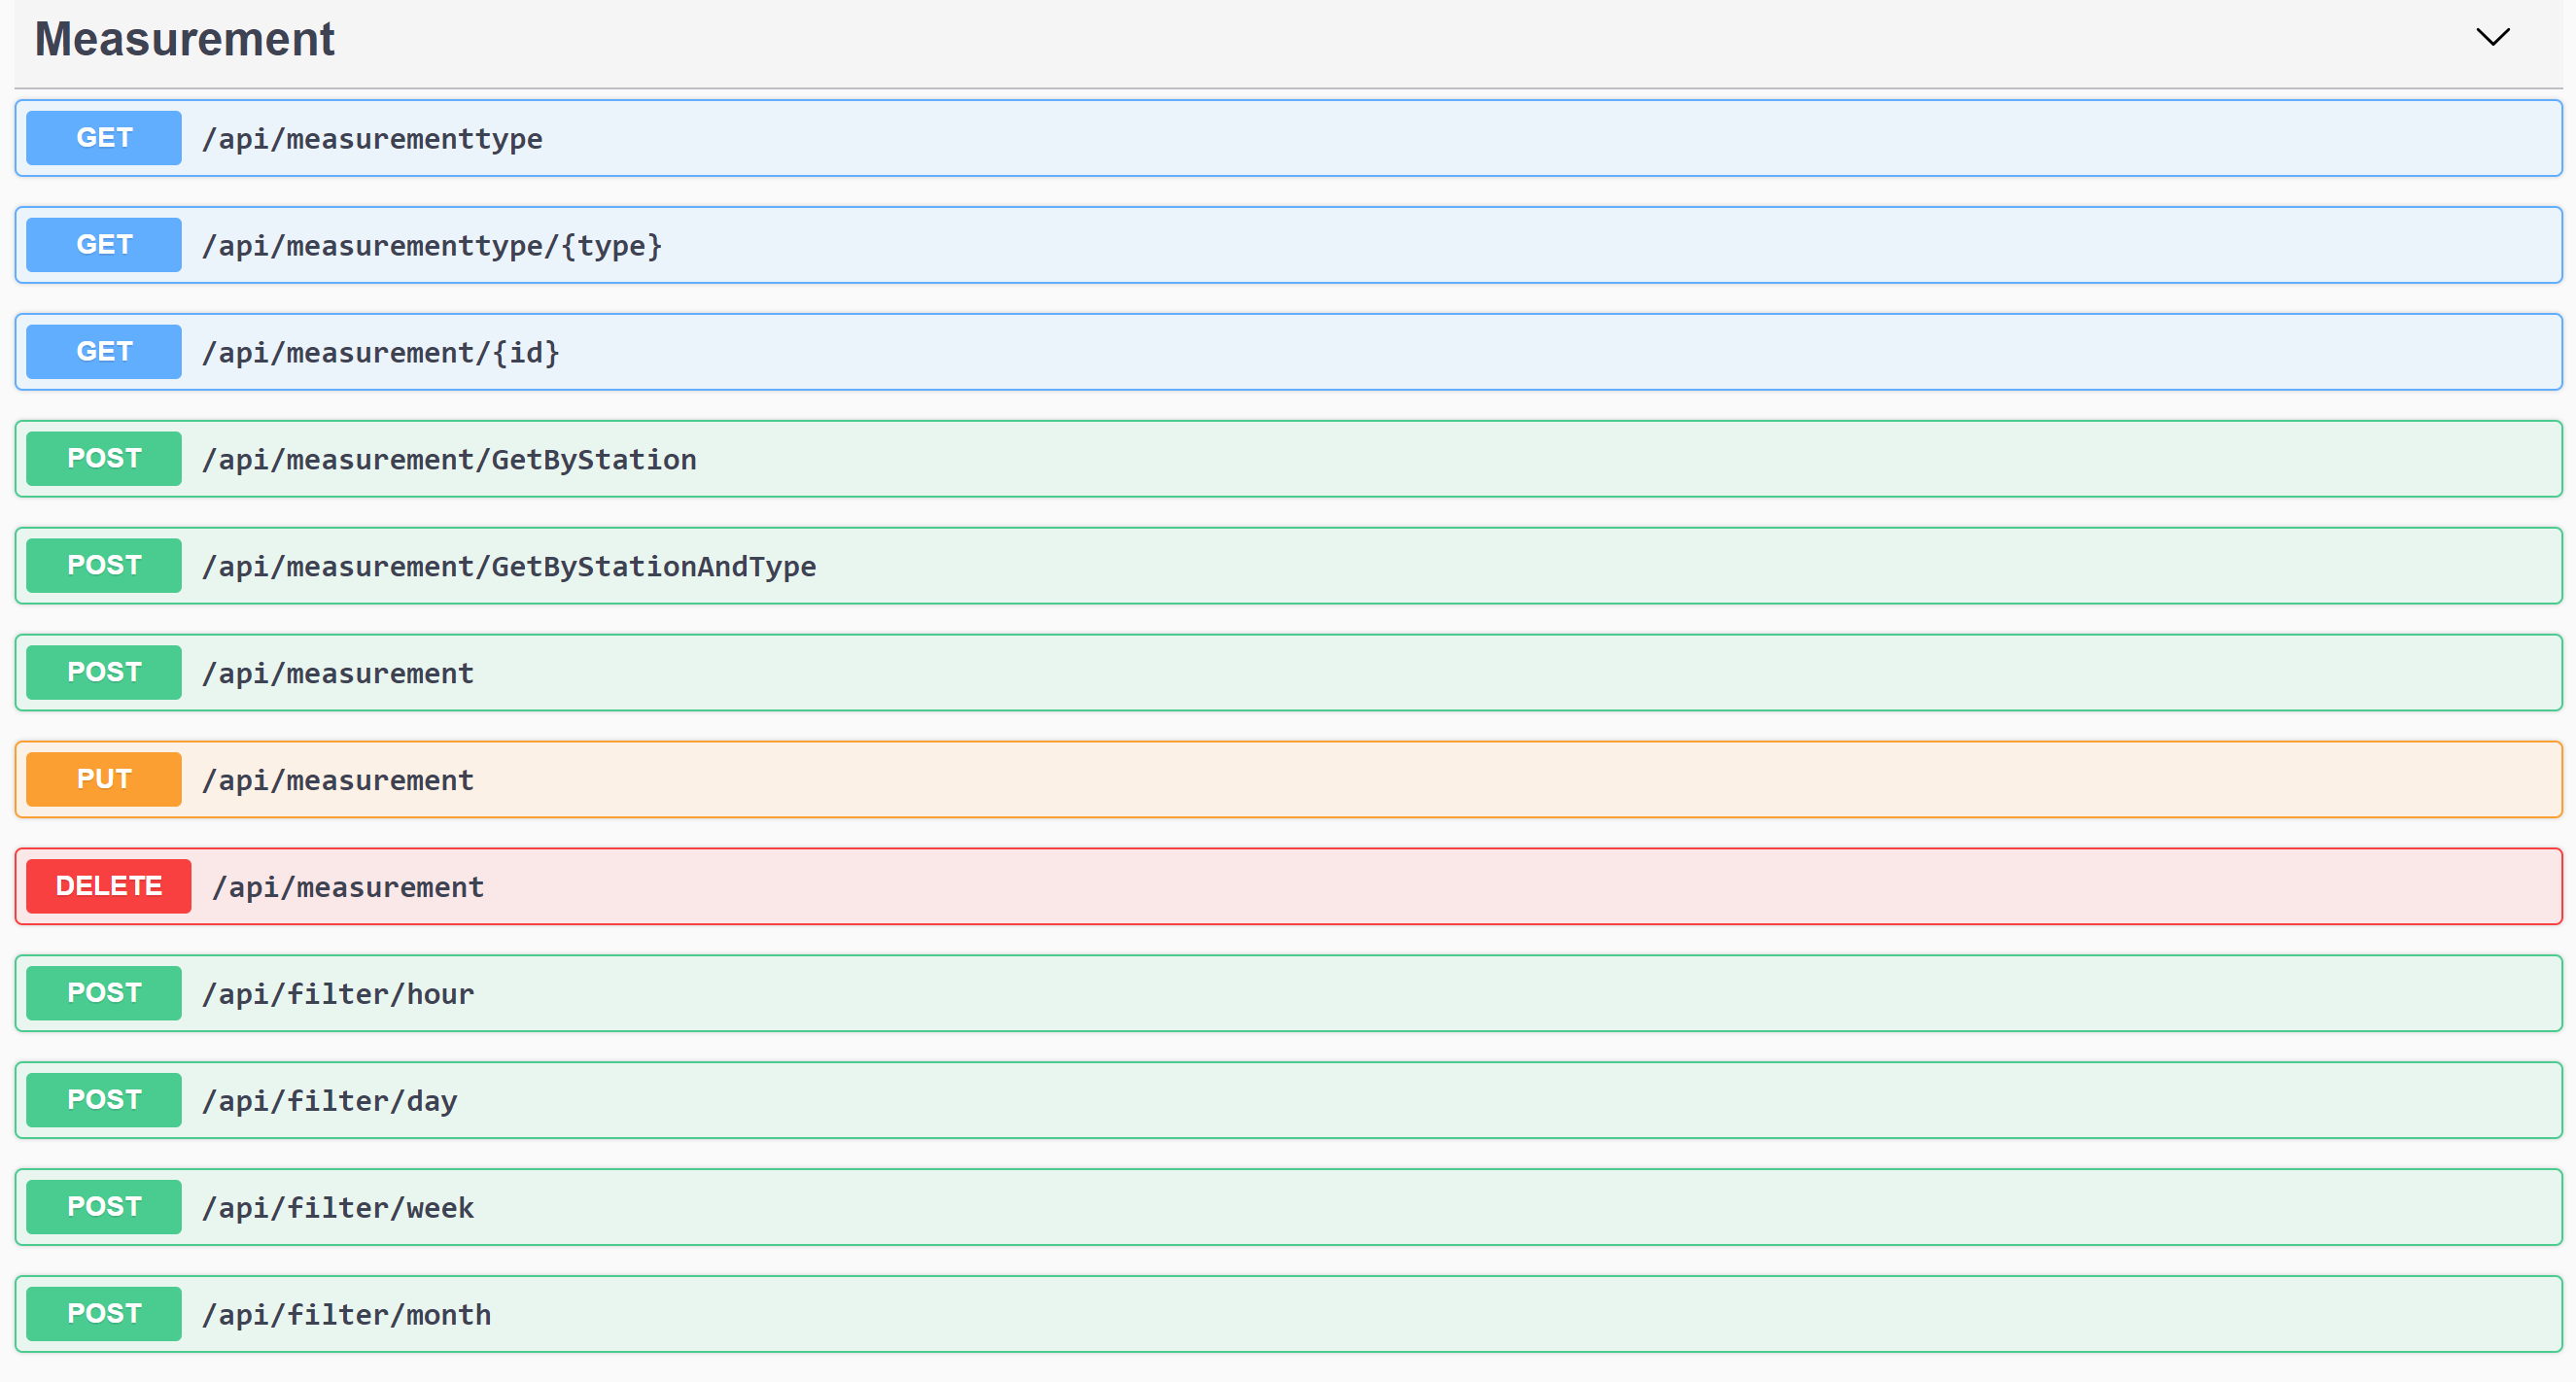 Measurement
GET /api/measurementtype
GET /api/measurementtype/{type}
GET /api/measurement/{id}
POST /api/measurement/GetByStation
POST /api/measurement/GetByStationAndType
POST /api/measurement
PUT /api/measurement
DELETE /api/measurement
POST /api/filter/hour
POST /api/filter/day
POST /api/filter/week
POST /api/filter/month